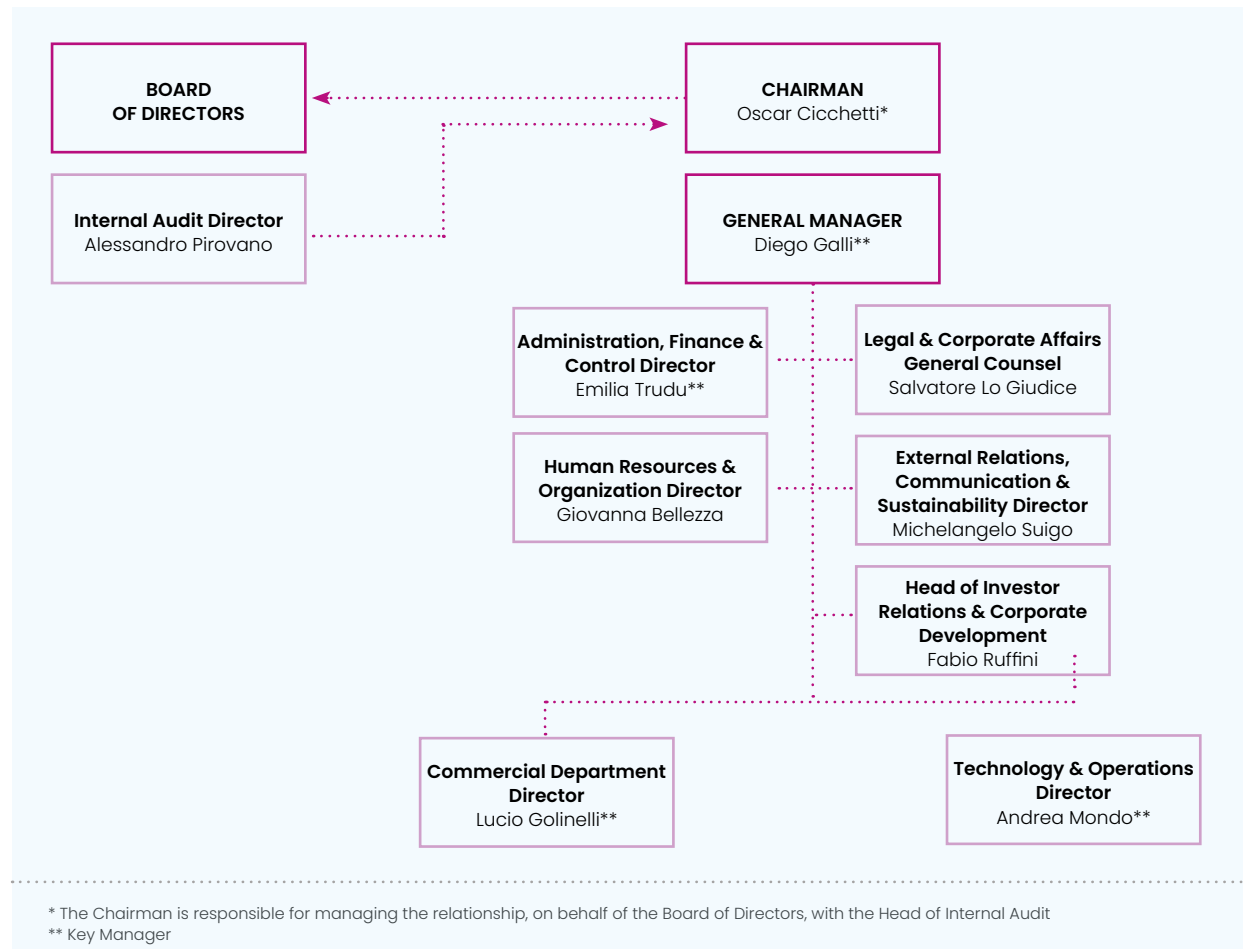 BOARD
OF DIRECTORS
CHAIRMAN
Oscar Cicchetti*
Internal Audit Director
Alessandro Pirovano
GENERAL MANAGER
Diego Galli**
Administration, Finance &
Control Director
Emilia Trudu**
Legal & Corporate Affairs
General Counsel
Salvatore Lo Giudice
Human Resources &
Organization Director
Giovanna Bellezza
External Relations,
Communication &
Sustainability Director
Michelangelo Suigo
Head of Investor
Relations & Corporate
Development
Fabio Ruffini
Commercial Department
Director
Lucio Golinelli**
Technology & Operations
Director
Andrea Mondo**
* The Chairman is responsible for managing the relationship, on behalf of the Board of Directors, with the Head of Internal Audit
** Key Manager